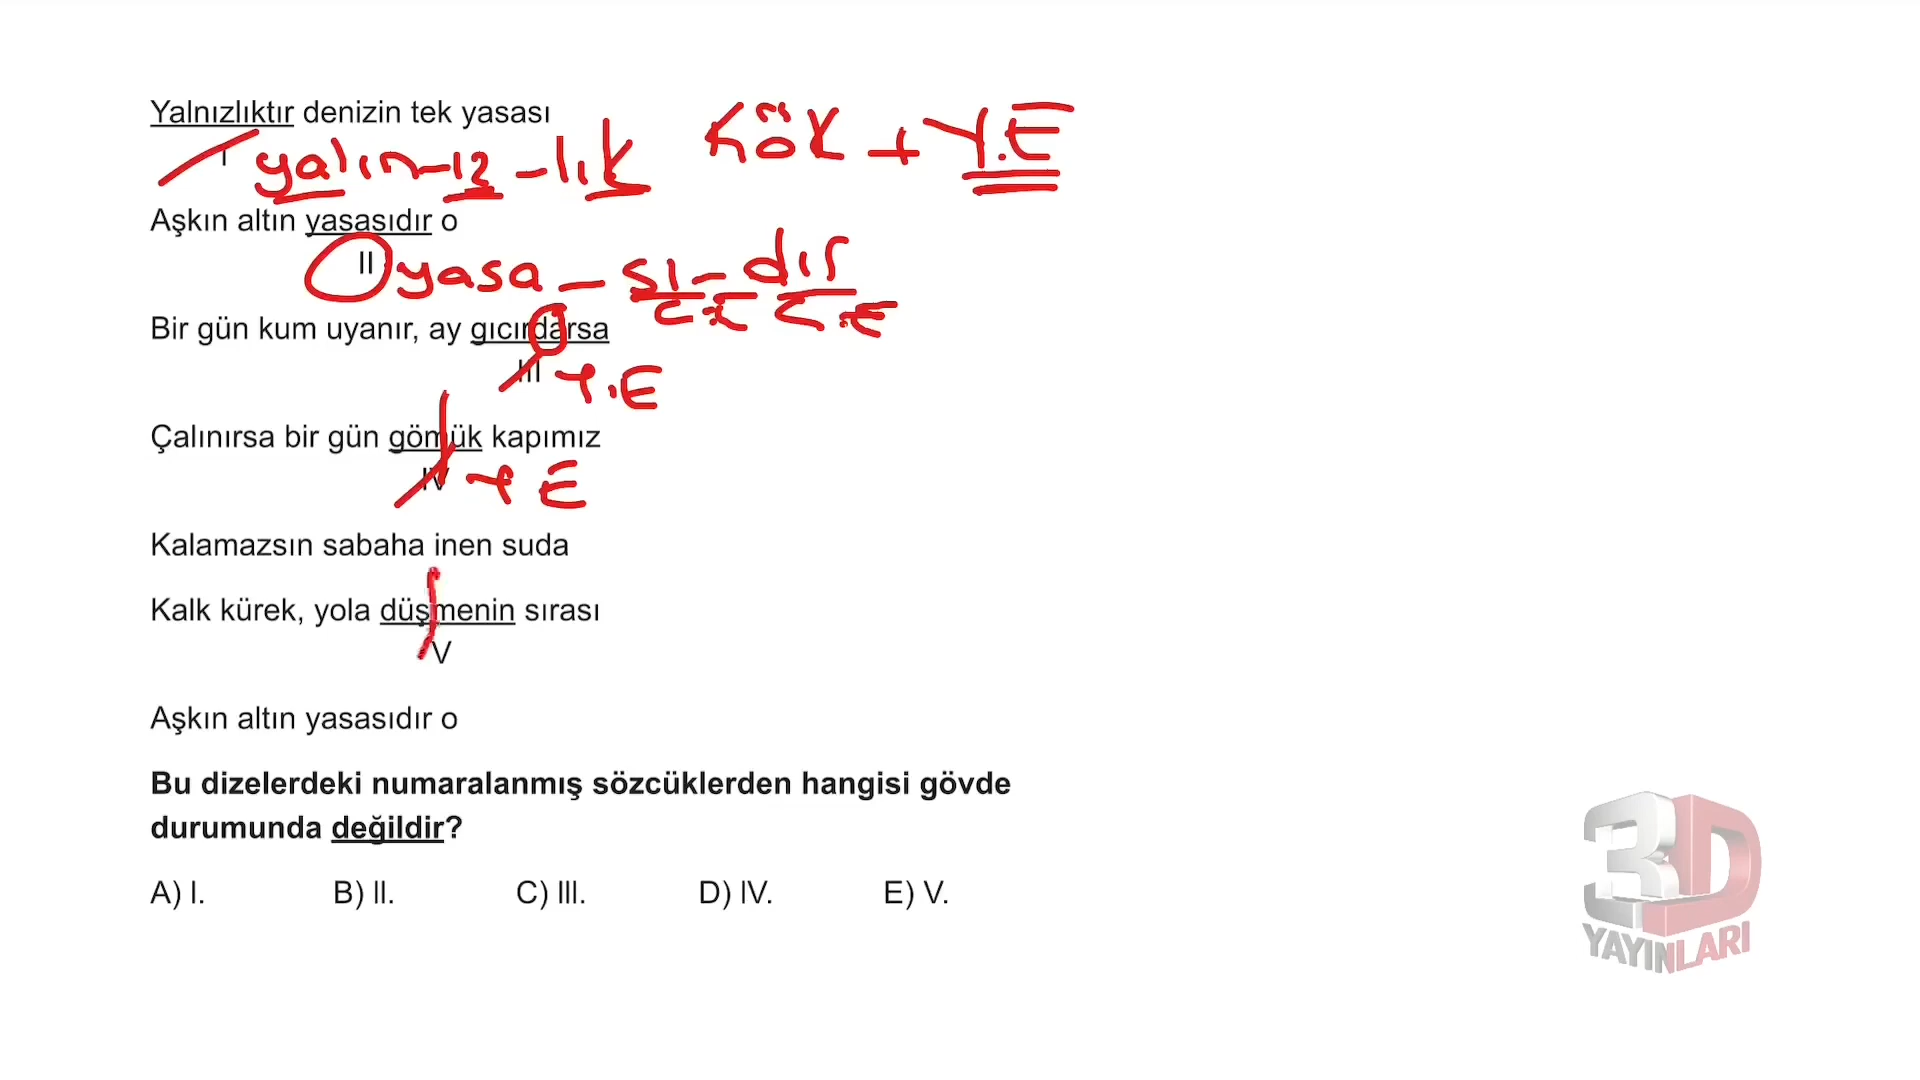 Yalnızlıktır denizin tek yasası
KÖK + Y.E
I yalın-ız-lık
Aşkın altın yasasıdır o
II yasa - sı - dır
Ç.E Ç.E
Bir gün kum uyanır, ay gıcırdarsa
III Y.E
Çalınırsa bir gün gömük kapımız
IV Y E
Kalamazsın sabaha inen suda
Kalk kürek, yola düşmenin sırası
V
Aşkın altın yasasıdır o
Bu dizelerdeki numaralanmış sözcüklerden hangisi gövde
durumunda değildir?
A) I. B) II. C) III. D) IV. E) V.
3D
YAYINLARI